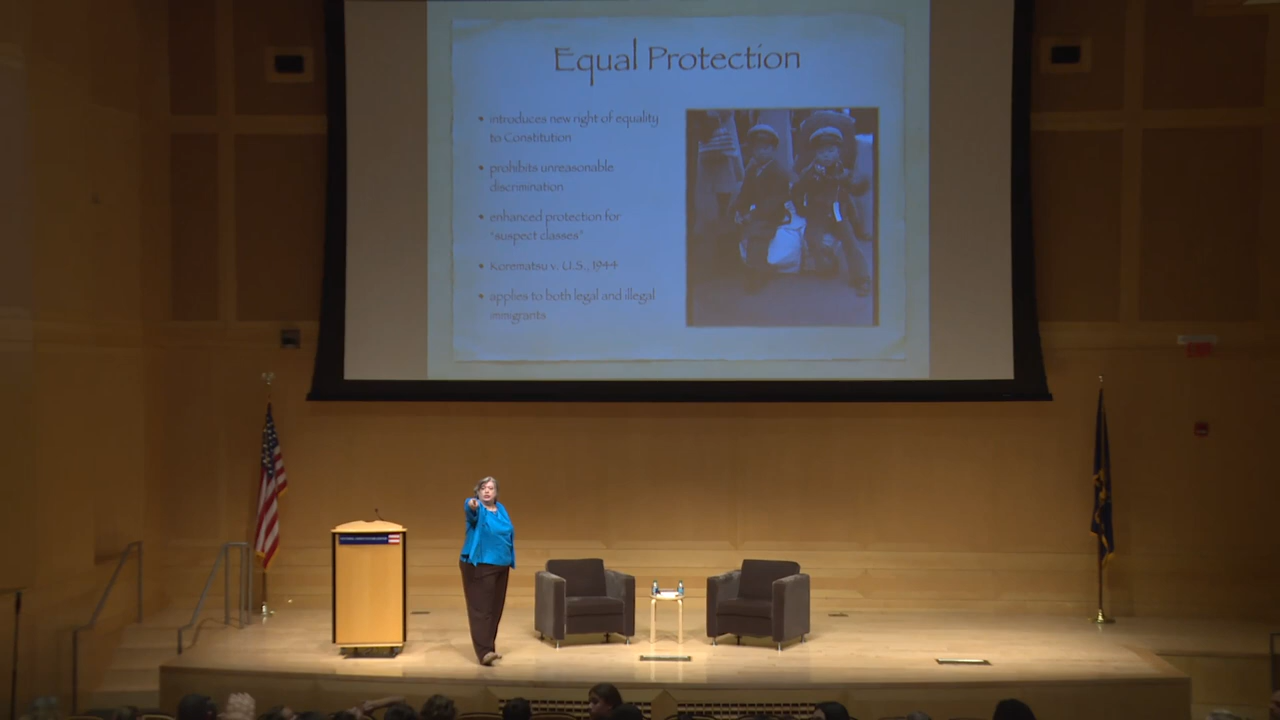 Equal Protection
• introduces new right of equality
to Constitution
• prohibits unreasonable
discrimination
• enhanced protection for
"suspect classes"
• Korematsu v. U.S., 1944
• applies to both legal and illegal
immigrants